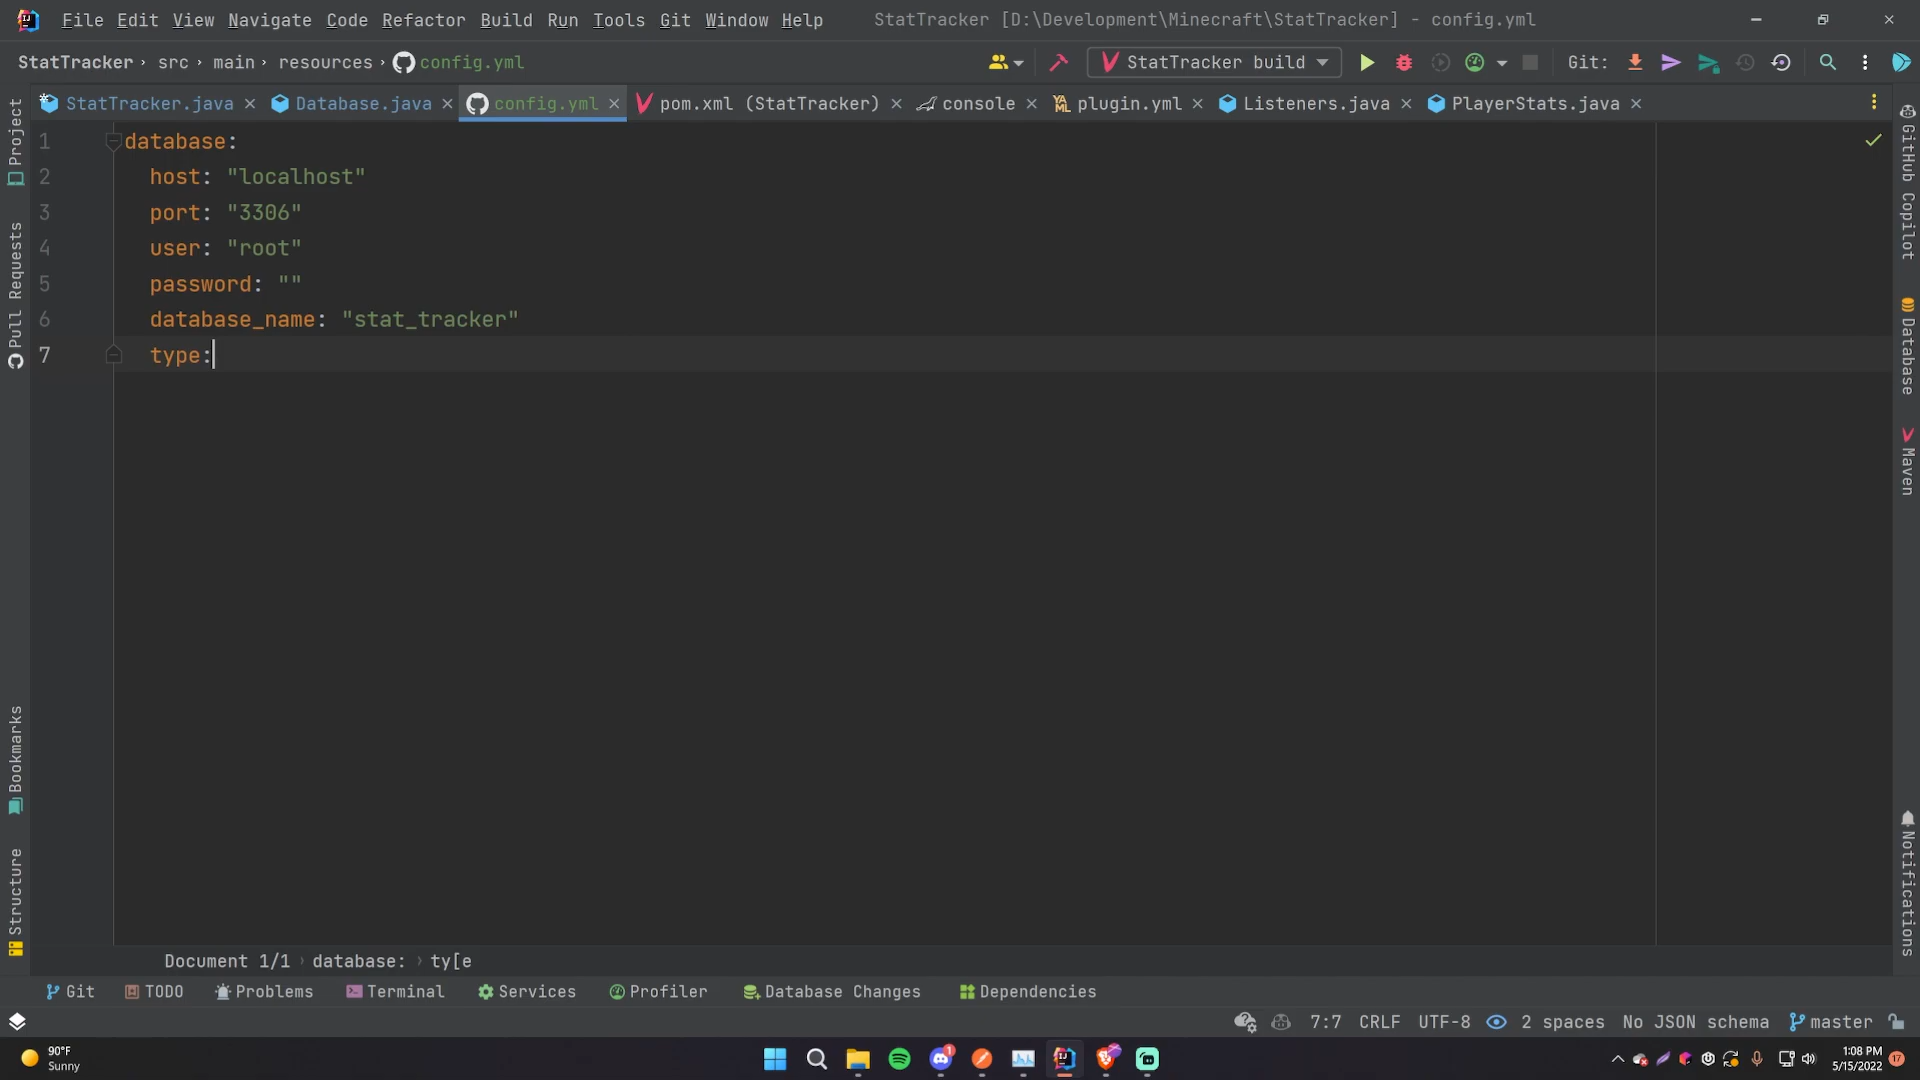 File Edit View Navigate Code Refactor Build Run Tools Git Window Help StatTracker [D:\Development\Minecraft\StatTracker] - config.yml
StatTracker › src › main › resources › config.yml StatTracker build Git:
StatTracker.java Database.java config.yml pom.xml (StatTracker) console plugin.yml Listeners.java PlayerStats.java
Project
Pull Requests
Bookmarks
Structure
1 database:
2 host: "localhost"
3 port: "3306"
4 user: "root"
5 password: ""
6 database_name: "stat_tracker"
7 type:
GitHub Copilot
Database
Maven
Notifications
Document 1/1 › database: › ty[e
Git TODO Problems Terminal Services Profiler Database Changes Dependencies
7:7 CRLF UTF-8 2 spaces No JSON schema master
90°F
Sunny
1
1:08 PM
5/15/2022
17